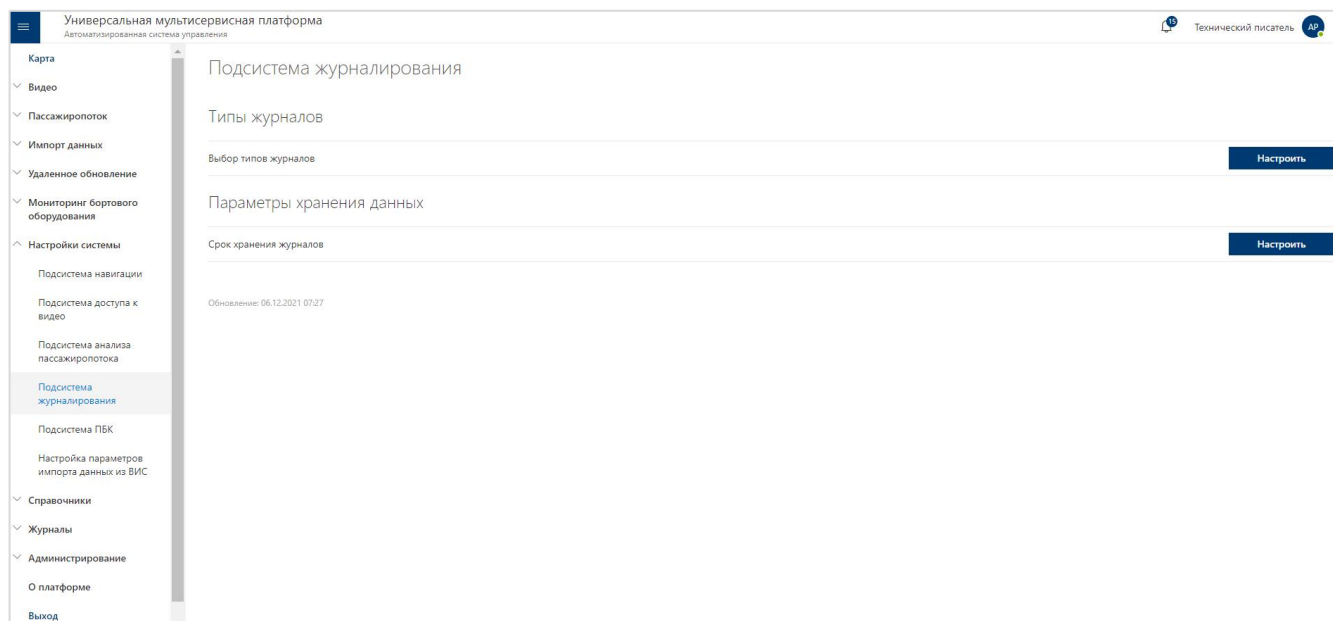 Универсальная мультисервисная платформа
Автоматизированная система управления
15
Технический писатель
AP
Карта
Видео
Пассажиропоток
Импорт данных
Удаленное обновление
Мониторинг бортового
оборудования
Настройки системы
Подсистема навигации
Подсистема доступа к
видео
Подсистема анализа
пассажиропотока
Подсистема
журналирования
Подсистема ПБК
Настройка параметров
импорта данных из ВИС
Справочники
Журналы
Администрирование
О платформе
Выход
Подсистема журналирования
Типы журналов
Выбор типов журналов
Настроить
Параметры хранения данных
Срок хранения журналов
Настроить
Обновление: 06.12.2021 07:27